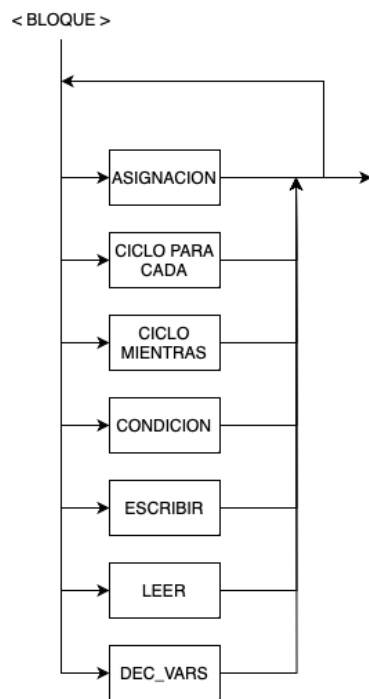 < BLOQUE >
ASIGNACION
CICLO PARA
CADA
CICLO
MIENTRAS
CONDICION
ESCRIBIR
LEER
DEC_VARS